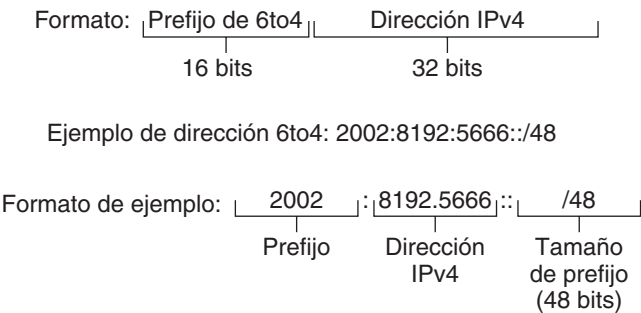 Formato: Prefijo de 6to4 Dirección IPv4
16 bits 32 bits
Ejemplo de dirección 6to4: 2002:8192:5666::/48
Formato de ejemplo: 2002 : 8192.5666 :: /48
Prefijo Dirección Tamaño
IPv4 de prefijo
(48 bits)